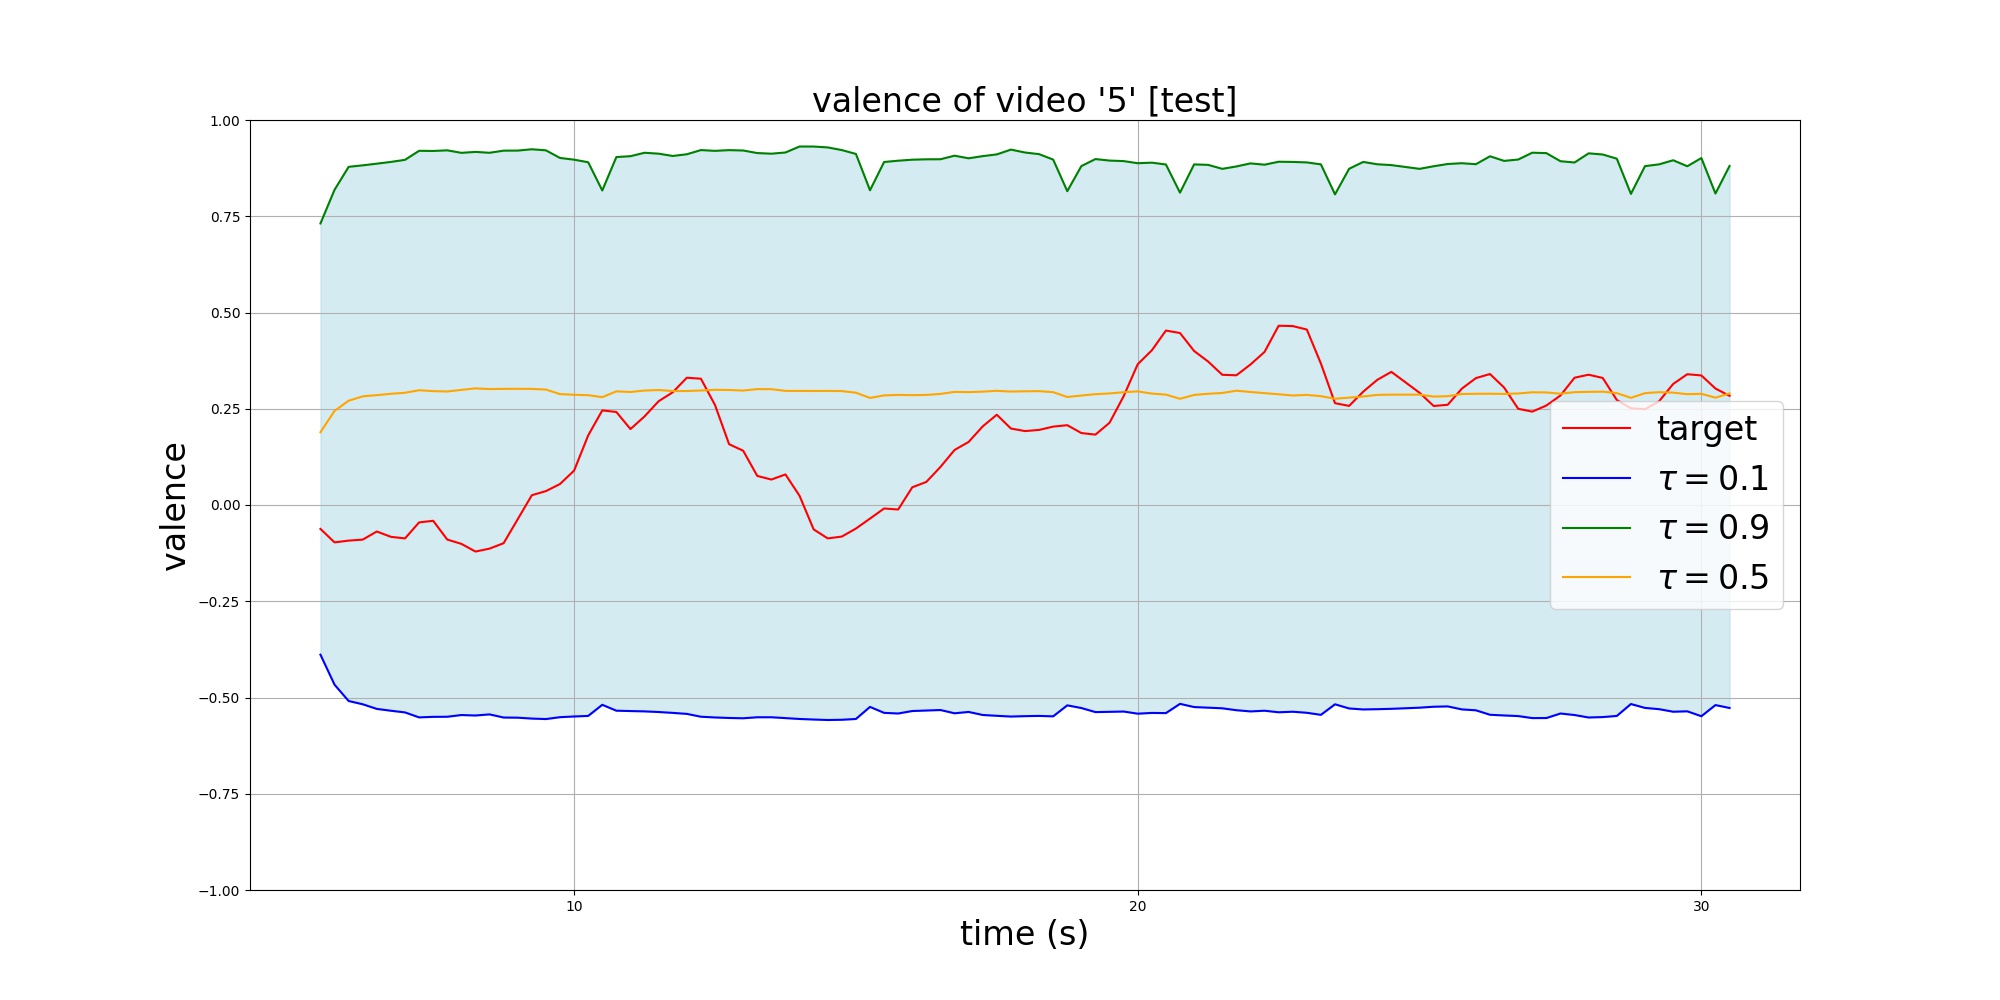 valence of video '5' [test]
1.00
0.75
0.50
0.25
0.00
−0.25
−0.50
−0.75
−1.00
valence
10
20
30
time (s)
target
τ = 0.1
τ = 0.9
τ = 0.5